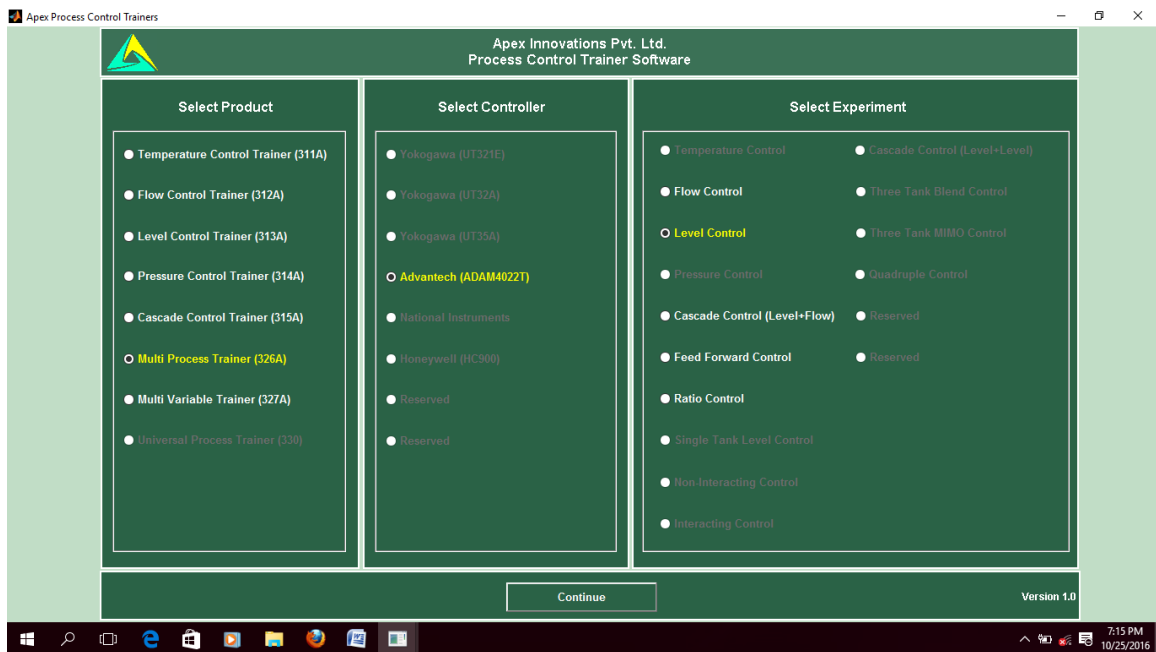 Apex Process Control Trainers
Apex Innovations Pvt. Ltd.
Process Control Trainer Software
Select Product
Temperature Control Trainer (311A)
Flow Control Trainer (312A)
Level Control Trainer (313A)
Pressure Control Trainer (314A)
Cascade Control Trainer (315A)
Multi Process Trainer (326A)
Multi Variable Trainer (327A)
Universal Process Trainer (330)
Select Controller
Yokogawa (UT321E)
Yokogawa (UT32A)
Yokogawa (UT35A)
Advantech (ADAM4022T)
National Instruments
Honeywell (HC900)
Reserved
Reserved
Select Experiment
Temperature Control
Flow Control
Level Control
Pressure Control
Cascade Control (Level+Flow)
Feed Forward Control
Ratio Control
Single Tank Level Control
Non-Interacting Control
Interacting Control
Cascade Control (Level+Level)
Three Tank Blend Control
Three Tank MIMO Control
Quadruple Control
Reserved
Reserved
Continue
Version 1.0
7:15 PM
10/25/2016